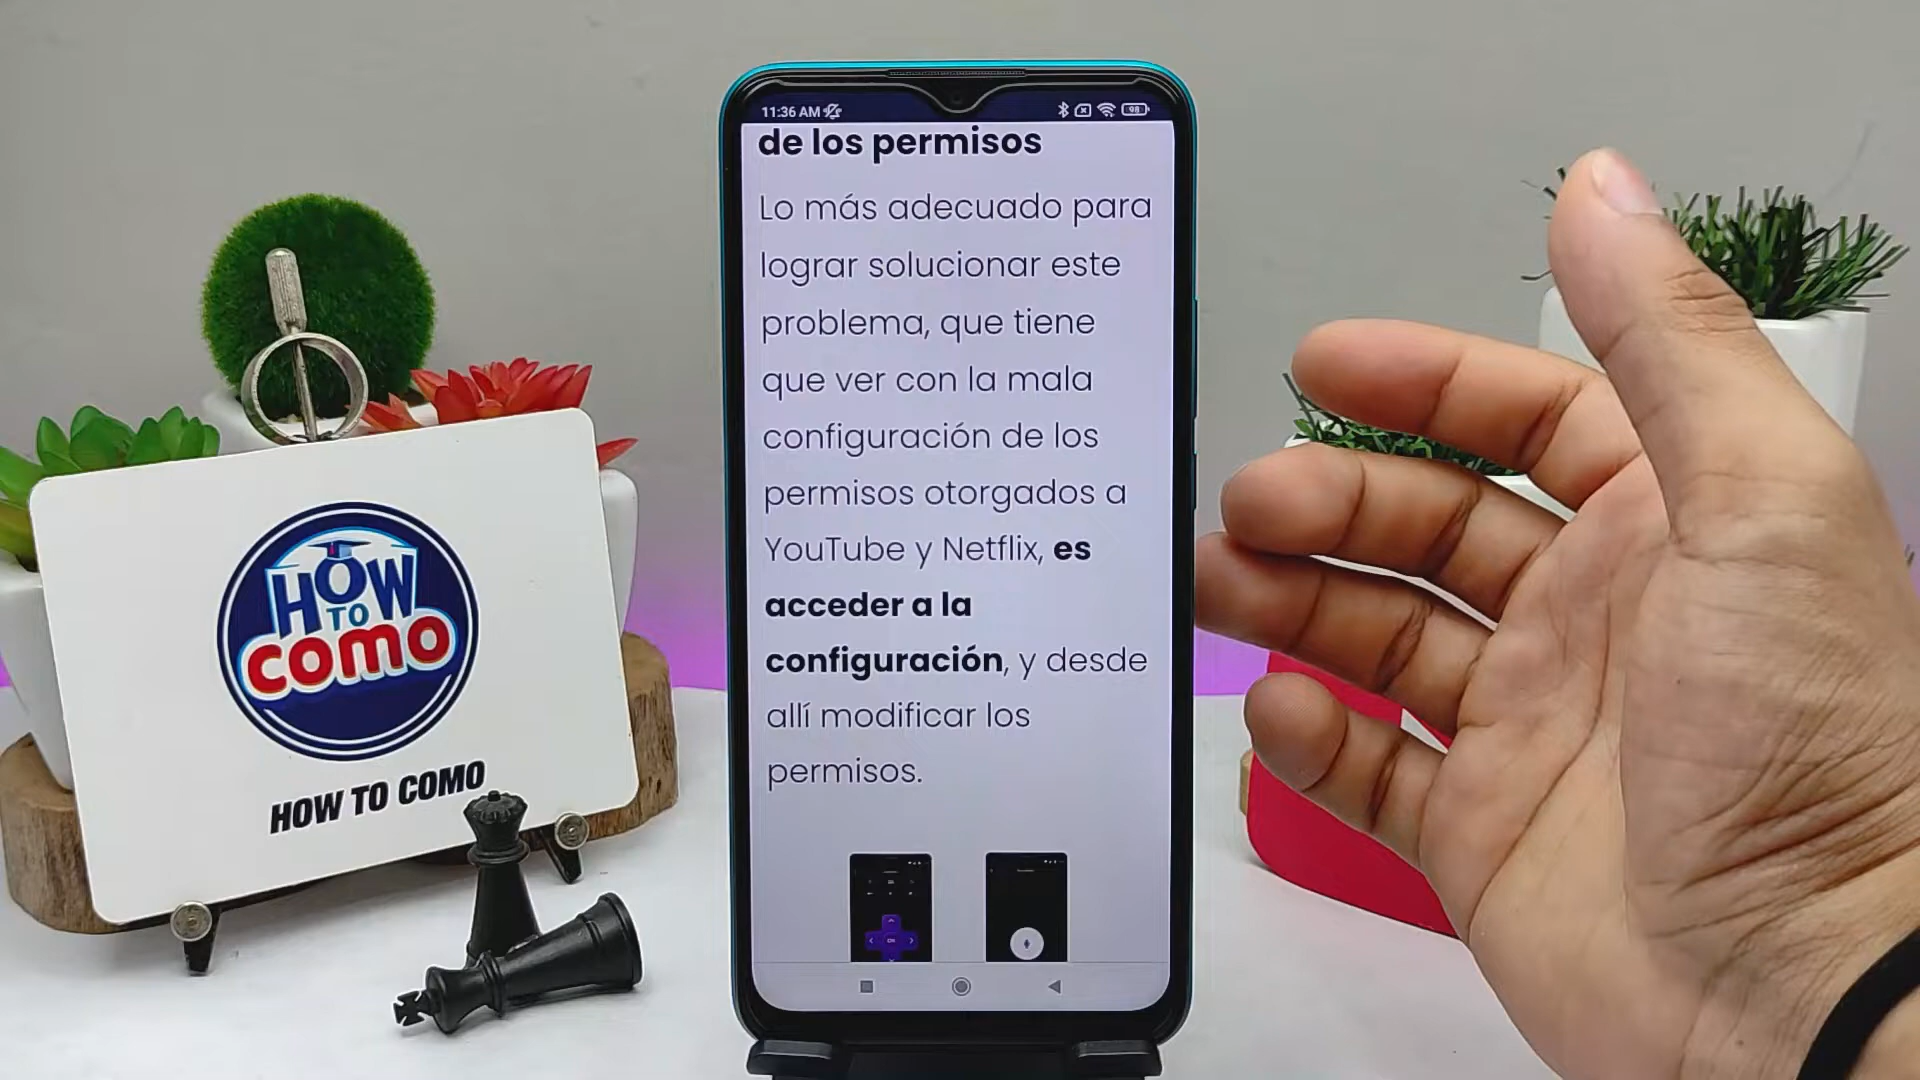 11:36 AM
98
de los permisos
Lo más adecuado para
lograr solucionar este
problema, que tiene
que ver con la mala
configuración de los
permisos otorgados a
YouTube y Netflix, es
acceder a la
configuración, y desde
allí modificar los
permisos.
HOW
TO
COMO
HOW TO COMO